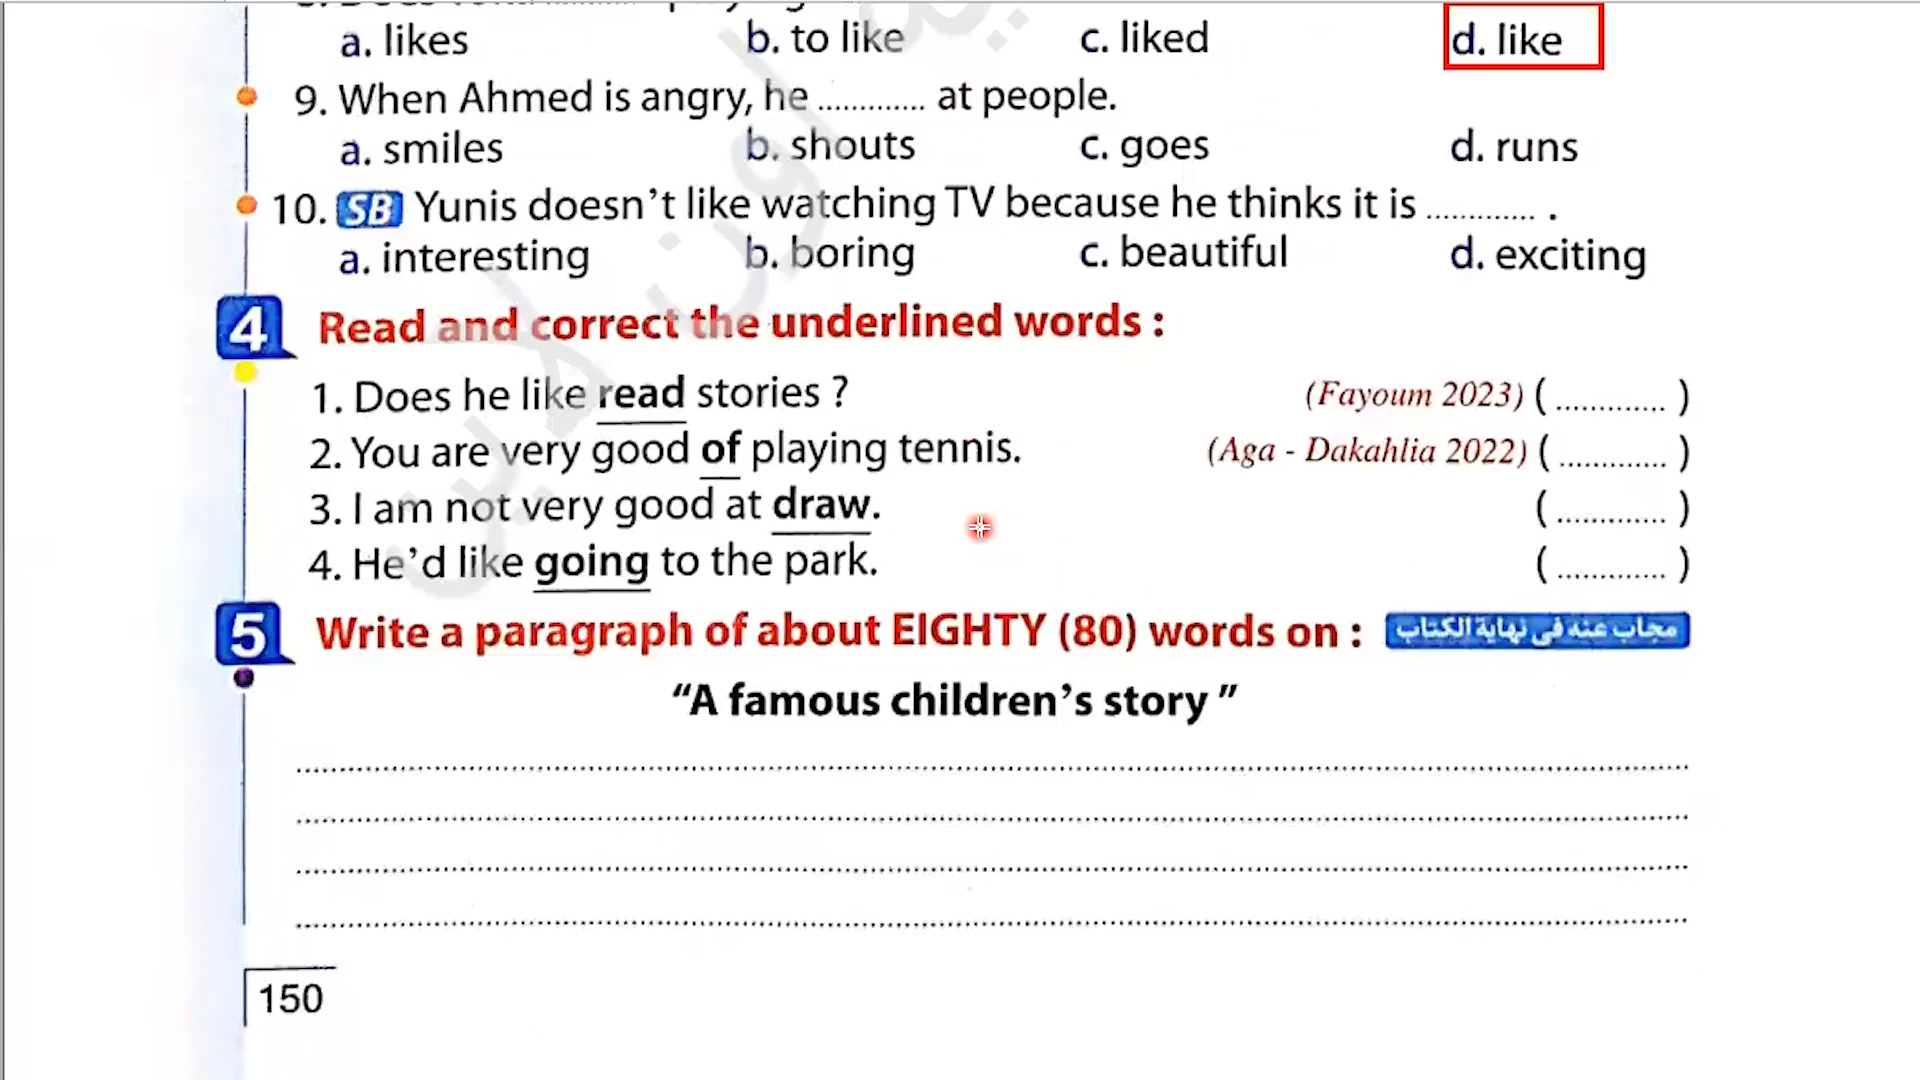 a. likes b. to like c. liked d. like
9. When Ahmed is angry, he ............. at people.
a. smiles b. shouts c. goes d. runs
10. SB Yunis doesn't like watching TV because he thinks it is ............. .
a. interesting b. boring c. beautiful d. exciting
4 Read and correct the underlined words :
1. Does he like read stories ? (Fayoum 2023) ( ............. )
2. You are very good of playing tennis. (Aga - Dakahlia 2022) ( ............. )
3. I am not very good at draw. ( ............. )
4. He'd like going to the park. ( ............. )
5 Write a paragraph of about EIGHTY (80) words on : مجاب عنه فى نهاية الكتاب
“A famous children's story ”
150